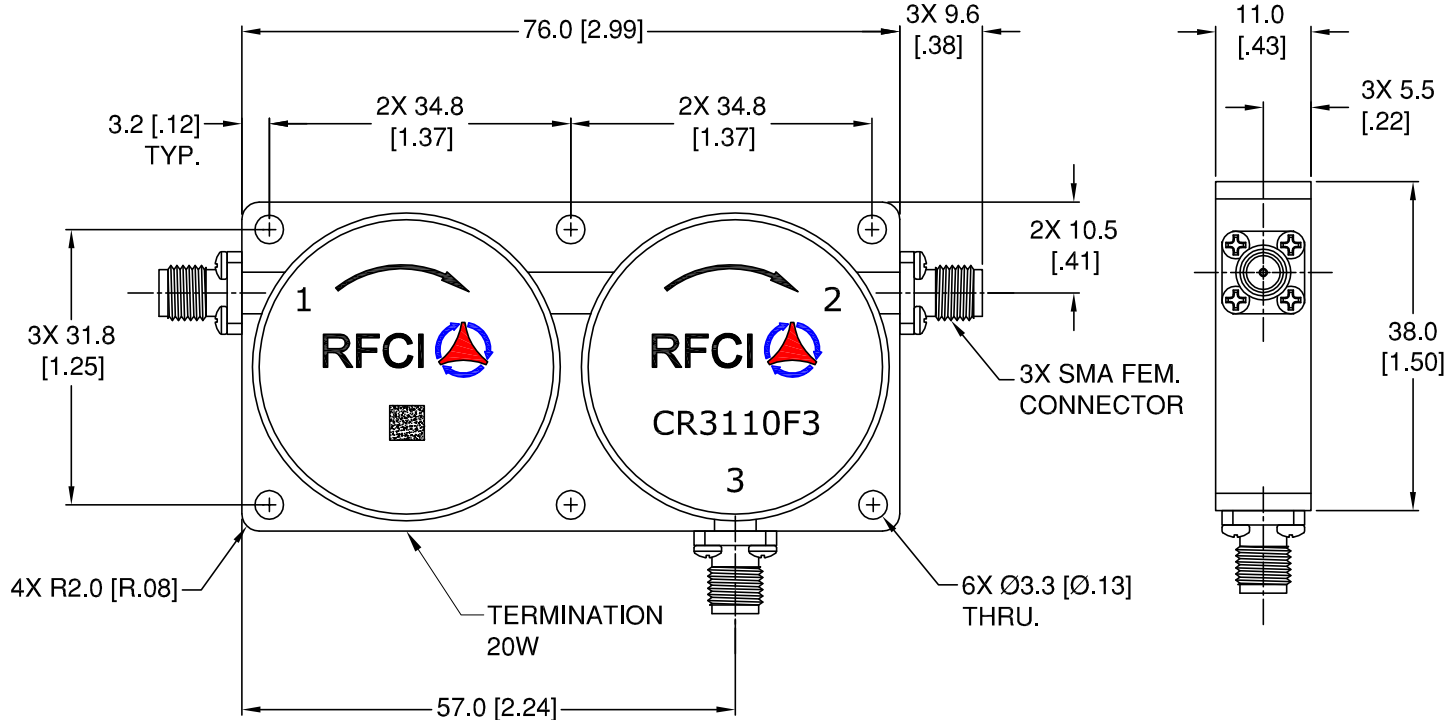 76.0 [2.99]
3X 9.6
[.38]
11.0
[.43]
3X 5.5
[.22]
2X 34.8
[1.37]
2X 34.8
[1.37]
3.2 [.12]
TYP.
2X 10.5
[.41]
1
2
RFCI
RFCI
3X 31.8
[1.25]
38.0
[1.50]
3X SMA FEM.
CONNECTOR
CR3110F3
3
4X R2.0 [R.08]
TERMINATION
20W
6X Ø3.3 [Ø.13]
THRU.
57.0 [2.24]